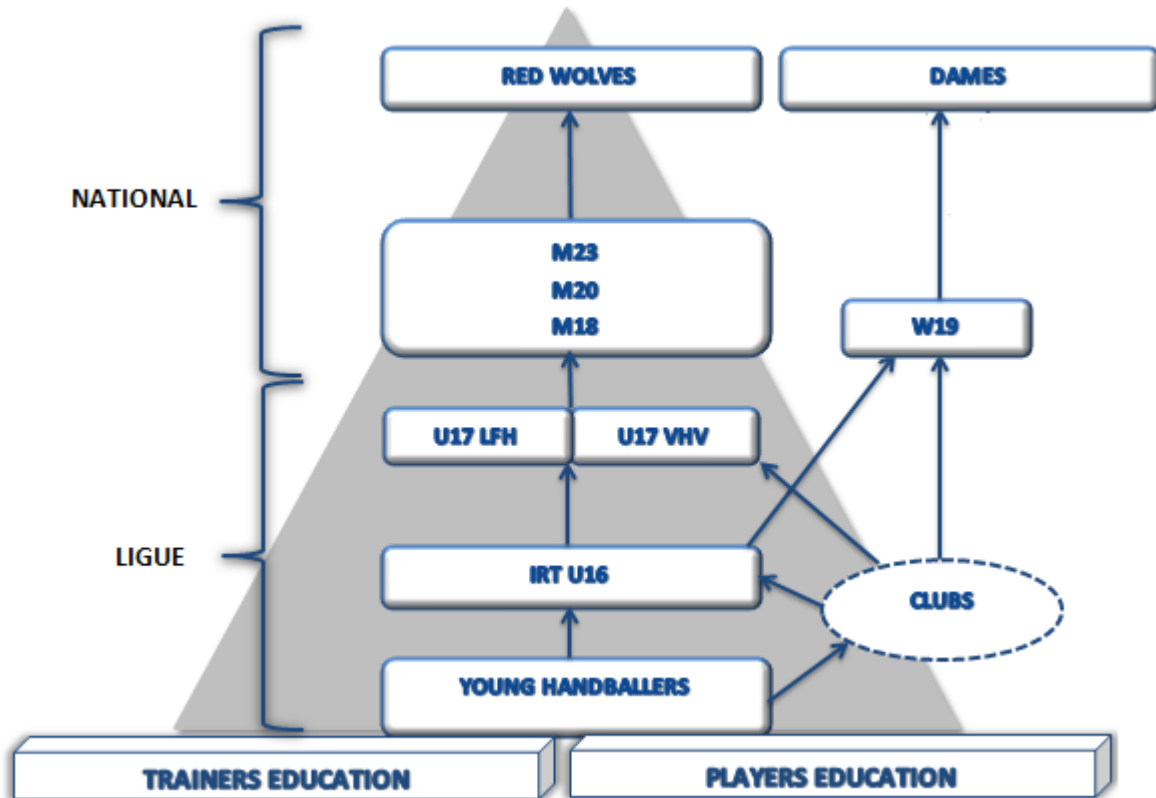 RED WOLVES
DAMES
NATIONAL
M23
M20
M18
W19
U17 LFH
U17 VHV
LIGUE
IRT U16
CLUBS
YOUNG HANDBALLERS
TRAINERS EDUCATION
PLAYERS EDUCATION